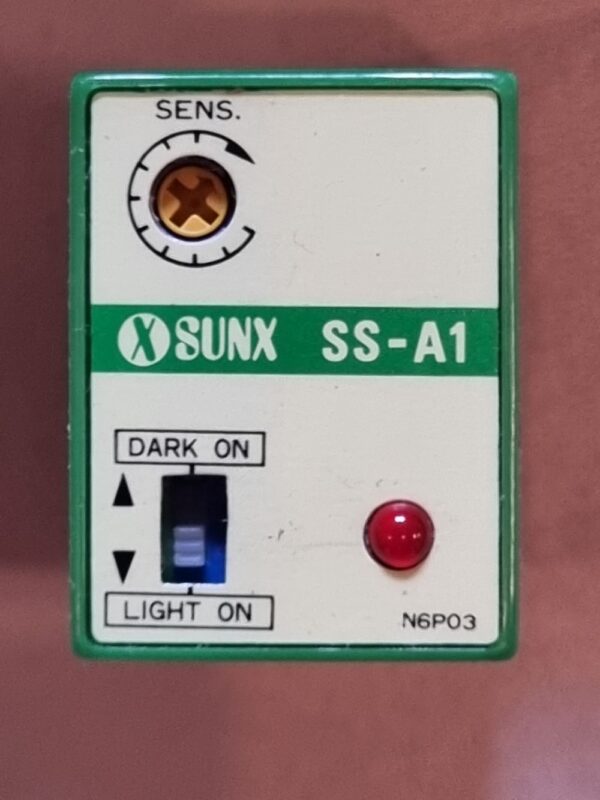 SENS.
X SUNX SS-A1
DARK ON
LIGHT ON
N6P03